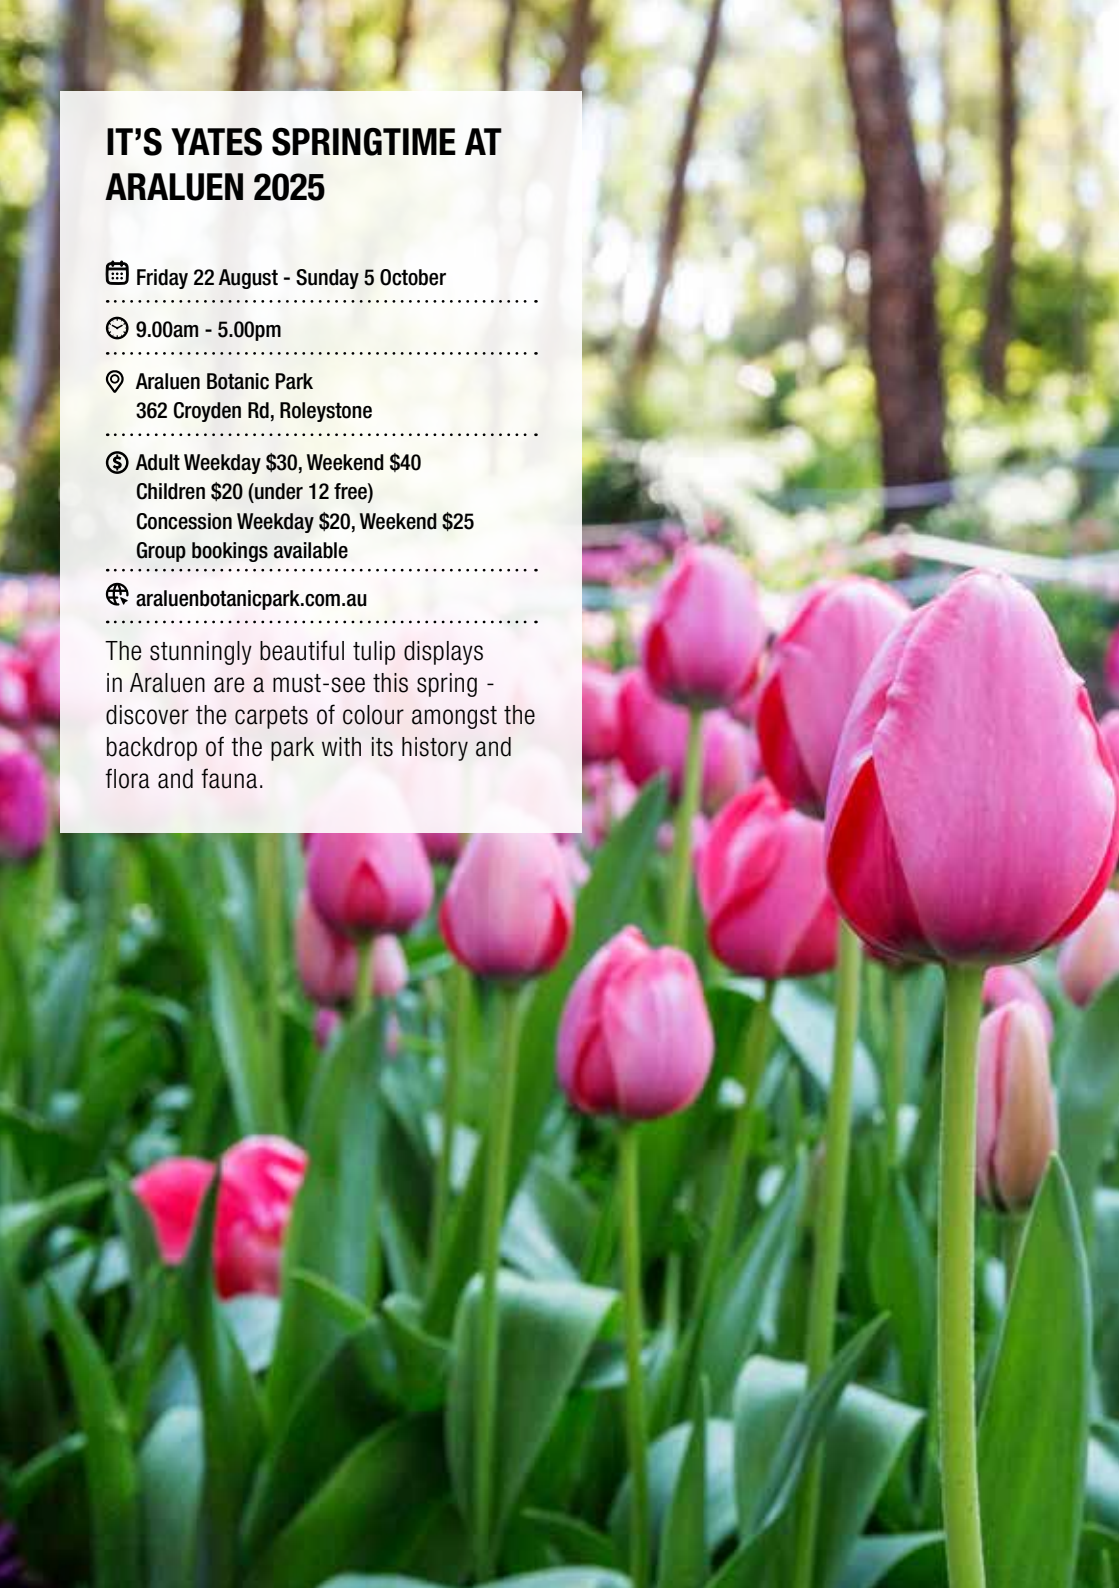 IT’S YATES SPRINGTIME AT
ARALUEN 2025
Friday 22 August - Sunday 5 October
9.00am - 5.00pm
Araluen Botanic Park
362 Croyden Rd, Roleystone
Adult Weekday $30, Weekend $40
Children $20 (under 12 free)
Concession Weekday $20, Weekend $25
Group bookings available
araluenbotanicpark.com.au
The stunningly beautiful tulip displays
in Araluen are a must-see this spring -
discover the carpets of colour amongst the
backdrop of the park with its history and
flora and fauna.